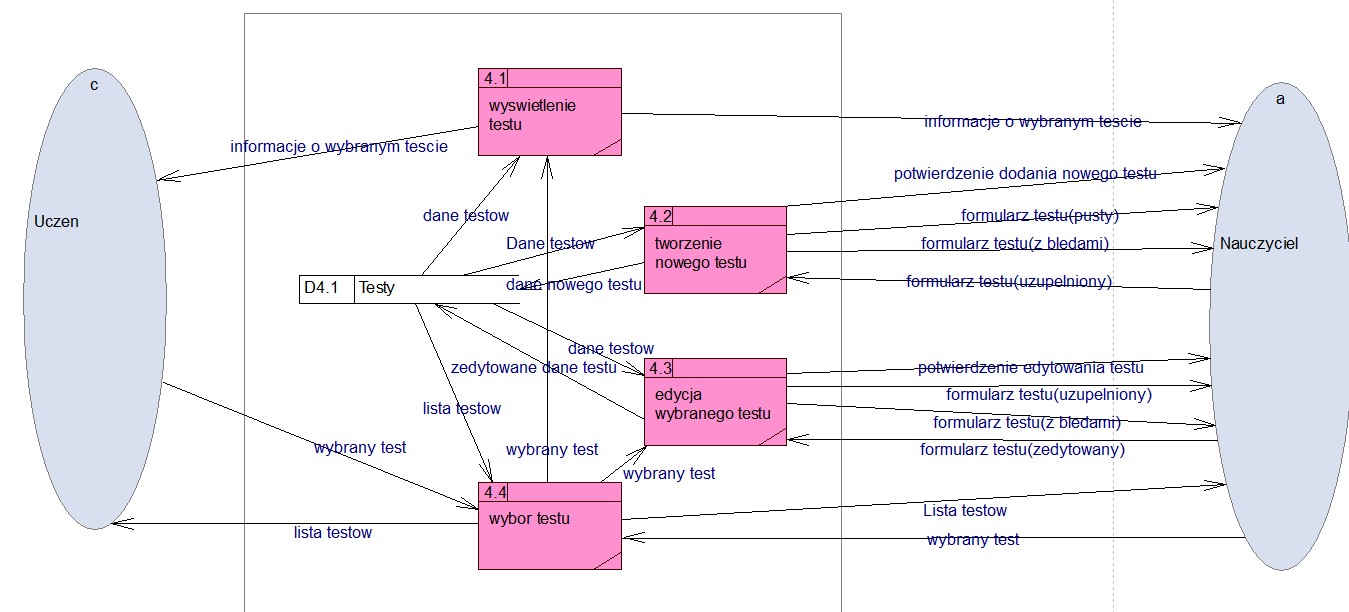 c
Uczen
4.1
wyswietlenie
testu
informacje o wybranym tescie
informacje o wybranym tescie
a
Nauczyciel
potwierdzenie dodania nowego testu
4.2
tworzenie
nowego testu
formularz testu(pusty)
formularz testu(z bledami)
formularz testu(uzupelniony)
dane testow
Dane testow
dane nowego testu
D4.1
Testy
dane testow
zedytowane dane testu
4.3
edycja
wybranego testu
potwierdzenie edytowania testu
formularz testu(uzupelniony)
formularz testu(z bledami)
formularz testu(zedytowany)
lista testow
wybrany test
wybrany test
wybrany test
4.4
wybor testu
Lista testow
wybrany test
lista testow